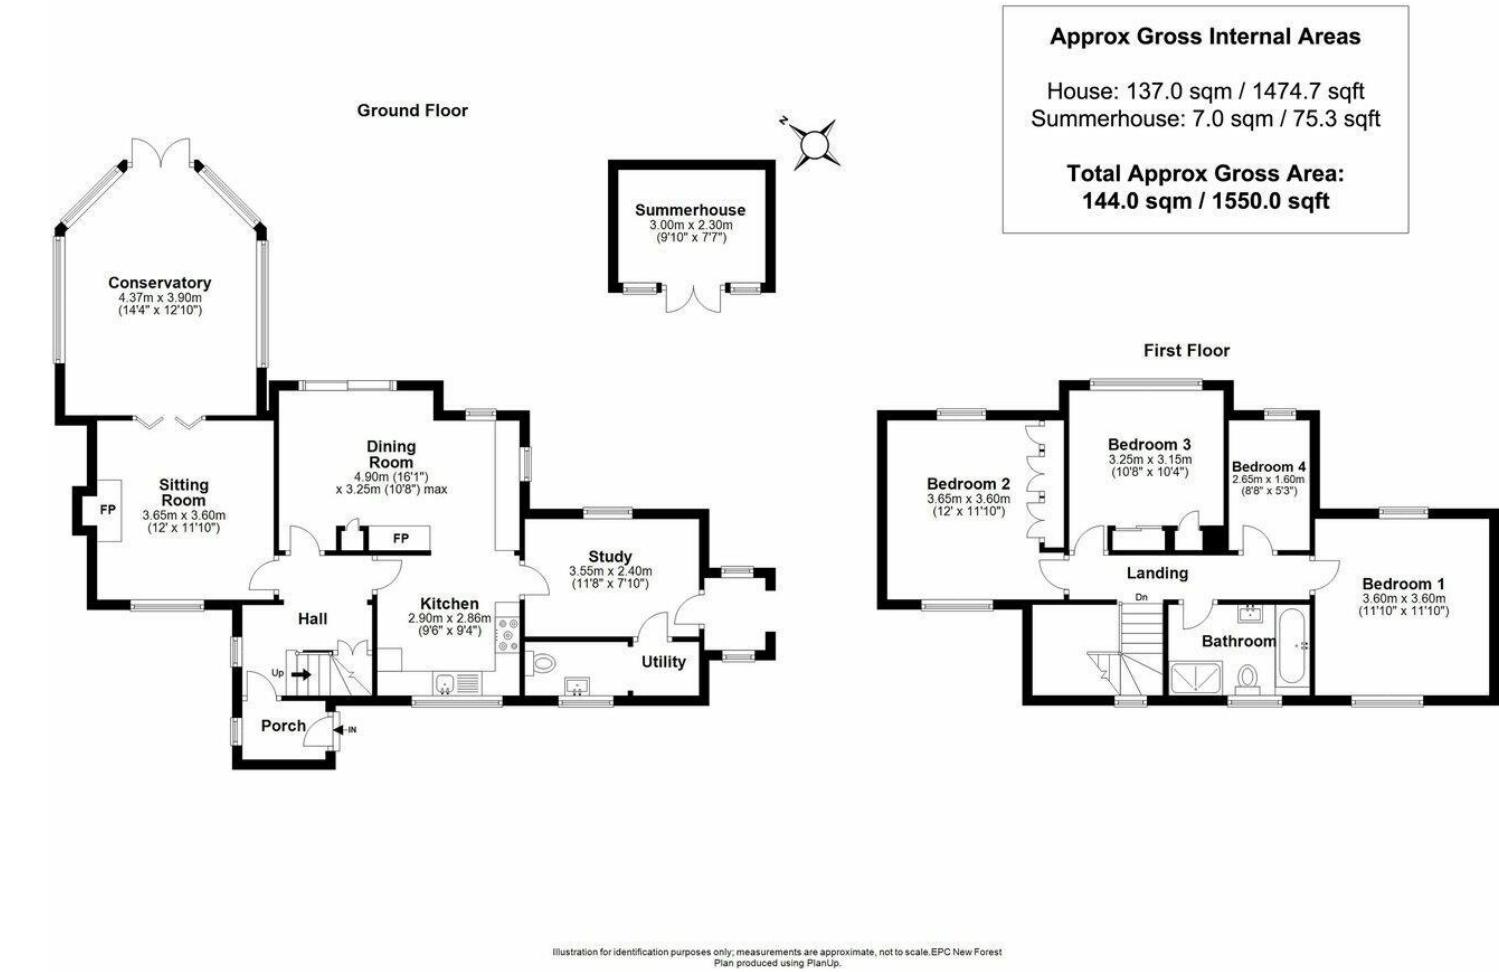 Approx Gross Internal Areas
House: 137.0 sqm / 1474.7 sqft
Summerhouse: 7.0 sqm / 75.3 sqft
Total Approx Gross Area:
144.0 sqm / 1550.0 sqft
Ground Floor
N
Summerhouse
3.00m x 2.30m
(9'10" x 7'7")
Conservatory
4.37m x 3.90m
(14'4" x 12'10")
Dining
Room
4.90m (16'1")
x 3.25m (10'8") max
Sitting
Room
3.65m x 3.60m
(12' x 11'10")
FP
FP
Study
3.55m x 2.40m
(11'8" x 7'10")
Kitchen
2.90m x 2.86m
(9'6" x 9'4")
Hall
Up
Utility
Porch
IN
First Floor
Bedroom 3
3.25m x 3.15m
(10'8" x 10'4")
Bedroom 2
3.65m x 3.60m
(12' x 11'10")
Bedroom 4
2.65m x 1.60m
(8'8" x 5'3")
Landing
Dn
Bedroom 1
3.60m x 3.60m
(11'10" x 11'10")
Bathroom
Illustration for identification purposes only; measurements are approximate, not to scale.EPC New Forest
Plan produced using PlanUp.